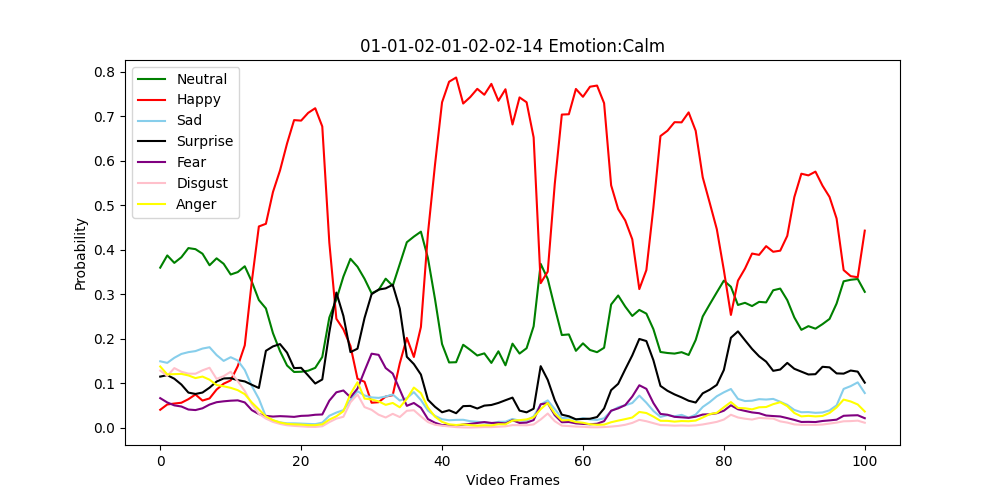 01-01-02-01-02-02-14 Emotion:Calm
Neutral
Happy
Sad
Surprise
Fear
Disgust
Anger
Probability
0.8
0.7
0.6
0.5
0.4
0.3
0.2
0.1
0.0
0 20 40 60 80 100
Video Frames